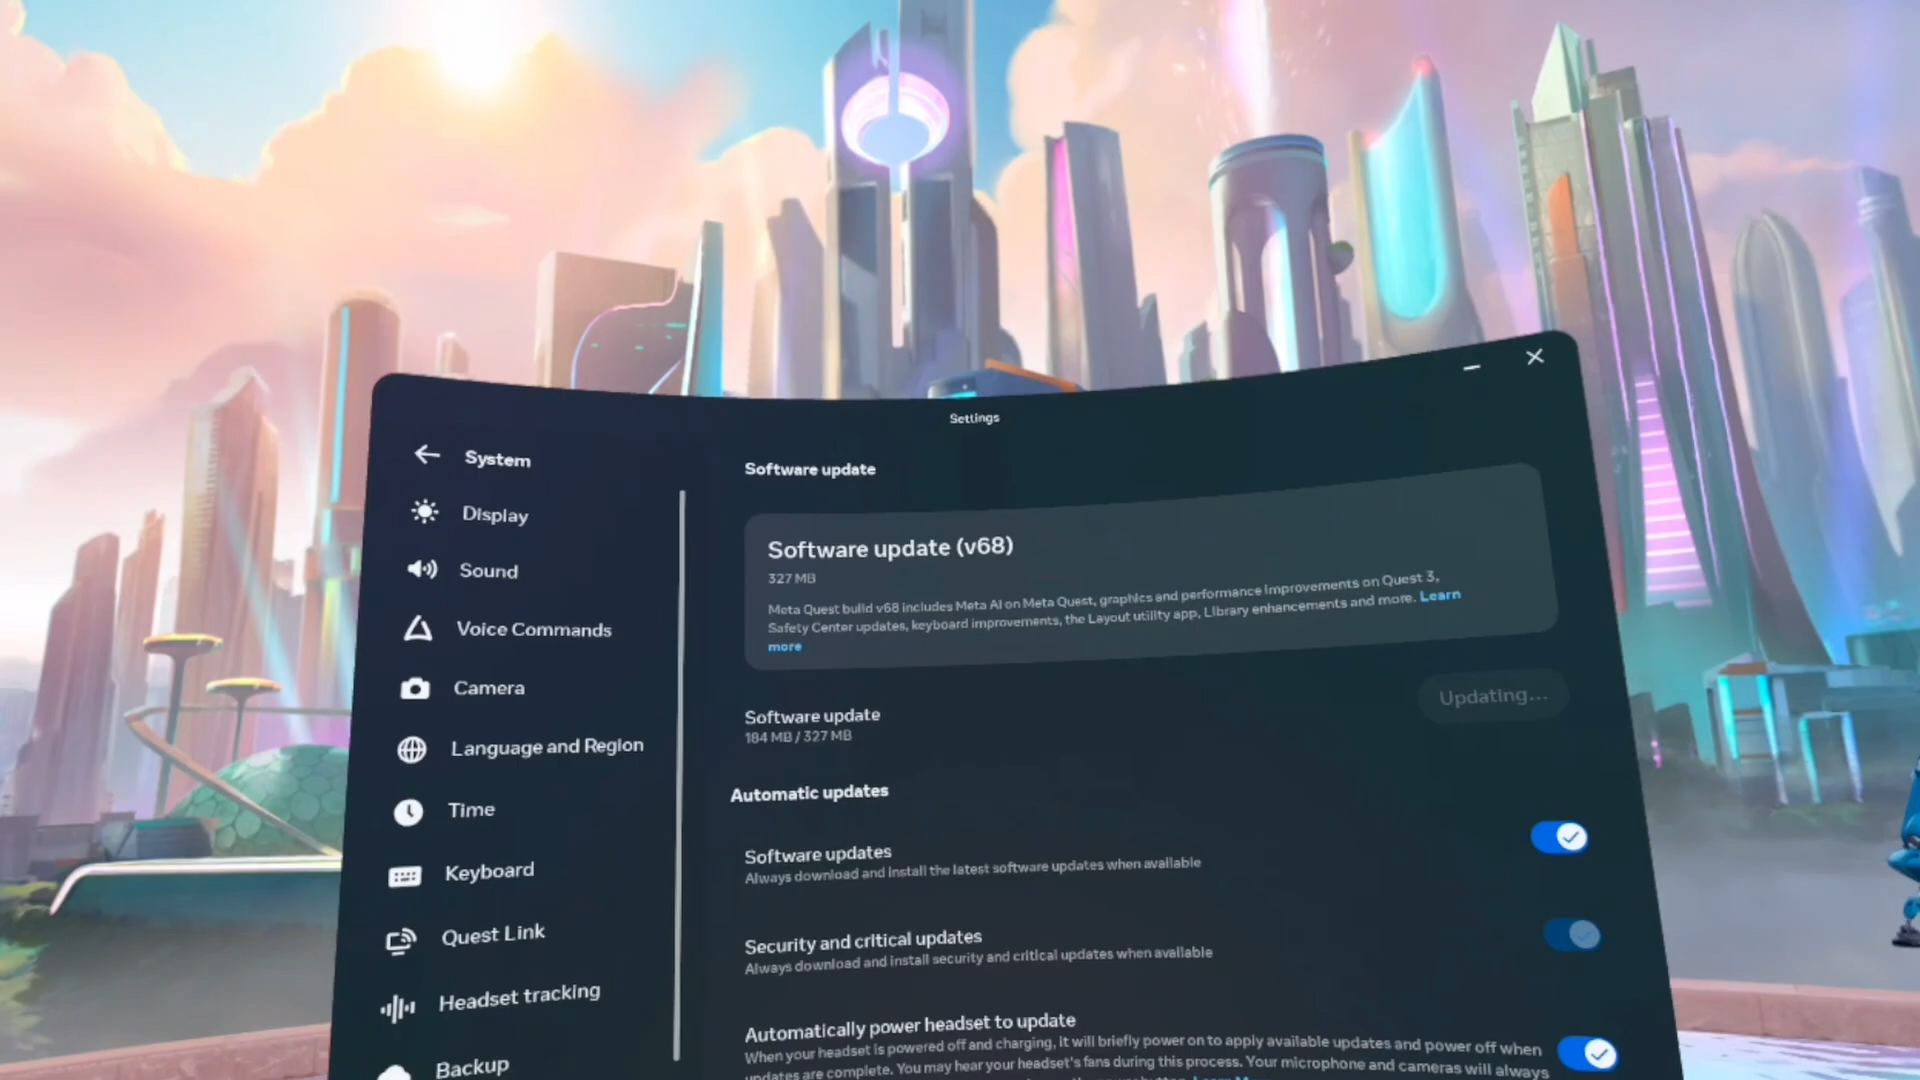 Settings
System
Display
Sound
Voice Commands
Camera
Language and Region
Time
Keyboard
Quest Link
Headset tracking
Backup
Software update
Software update (v68)
327 MB
Meta Quest build v68 includes Meta AI on Meta Quest, graphics and performance improvements on Quest 3,
Safety Center updates, keyboard improvements, the Layout utility app, Library enhancements and more. Learn
more
Software update
184 MB / 327 MB
Updating...
Automatic updates
Software updates
Always download and install the latest software updates when available
Security and critical updates
Always download and install security and critical updates when available
Automatically power headset to update
When your headset is powered off and charging, it will briefly power on to apply available updates and power off when
updates are complete. You may hear your headset's fans during this process. Your microphone and cameras will always